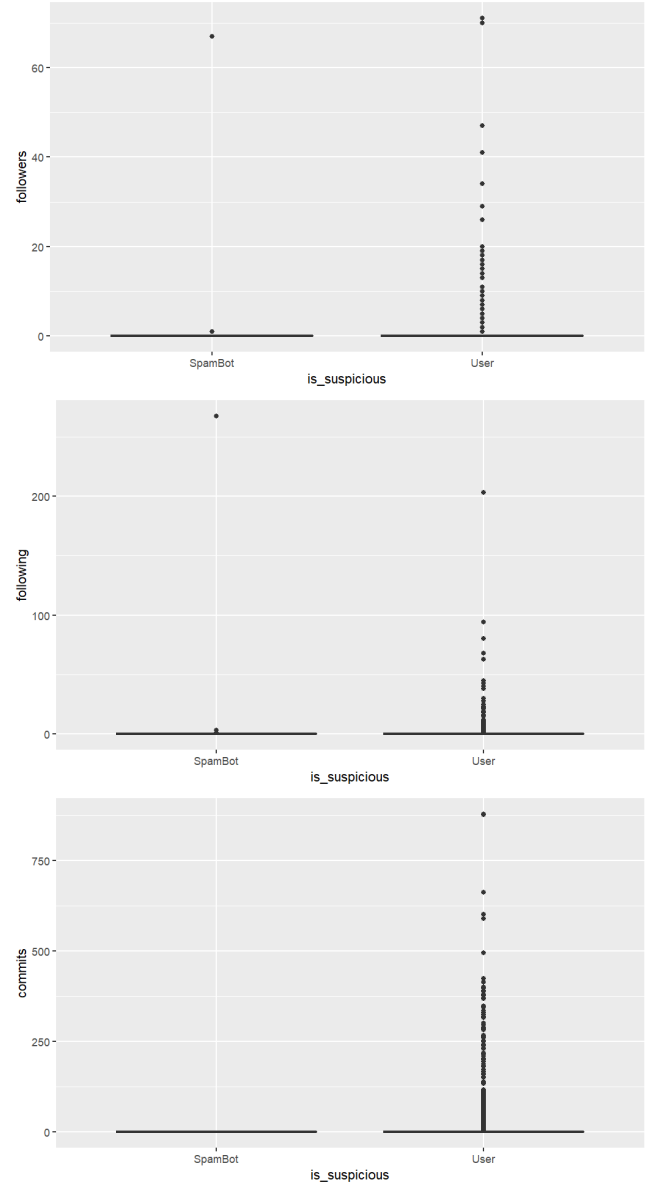 60
40
20
0
followers
SpamBot User
is_suspicious
200
100
0
following
SpamBot User
is_suspicious
750
500
250
0
commits
SpamBot User
is_suspicious